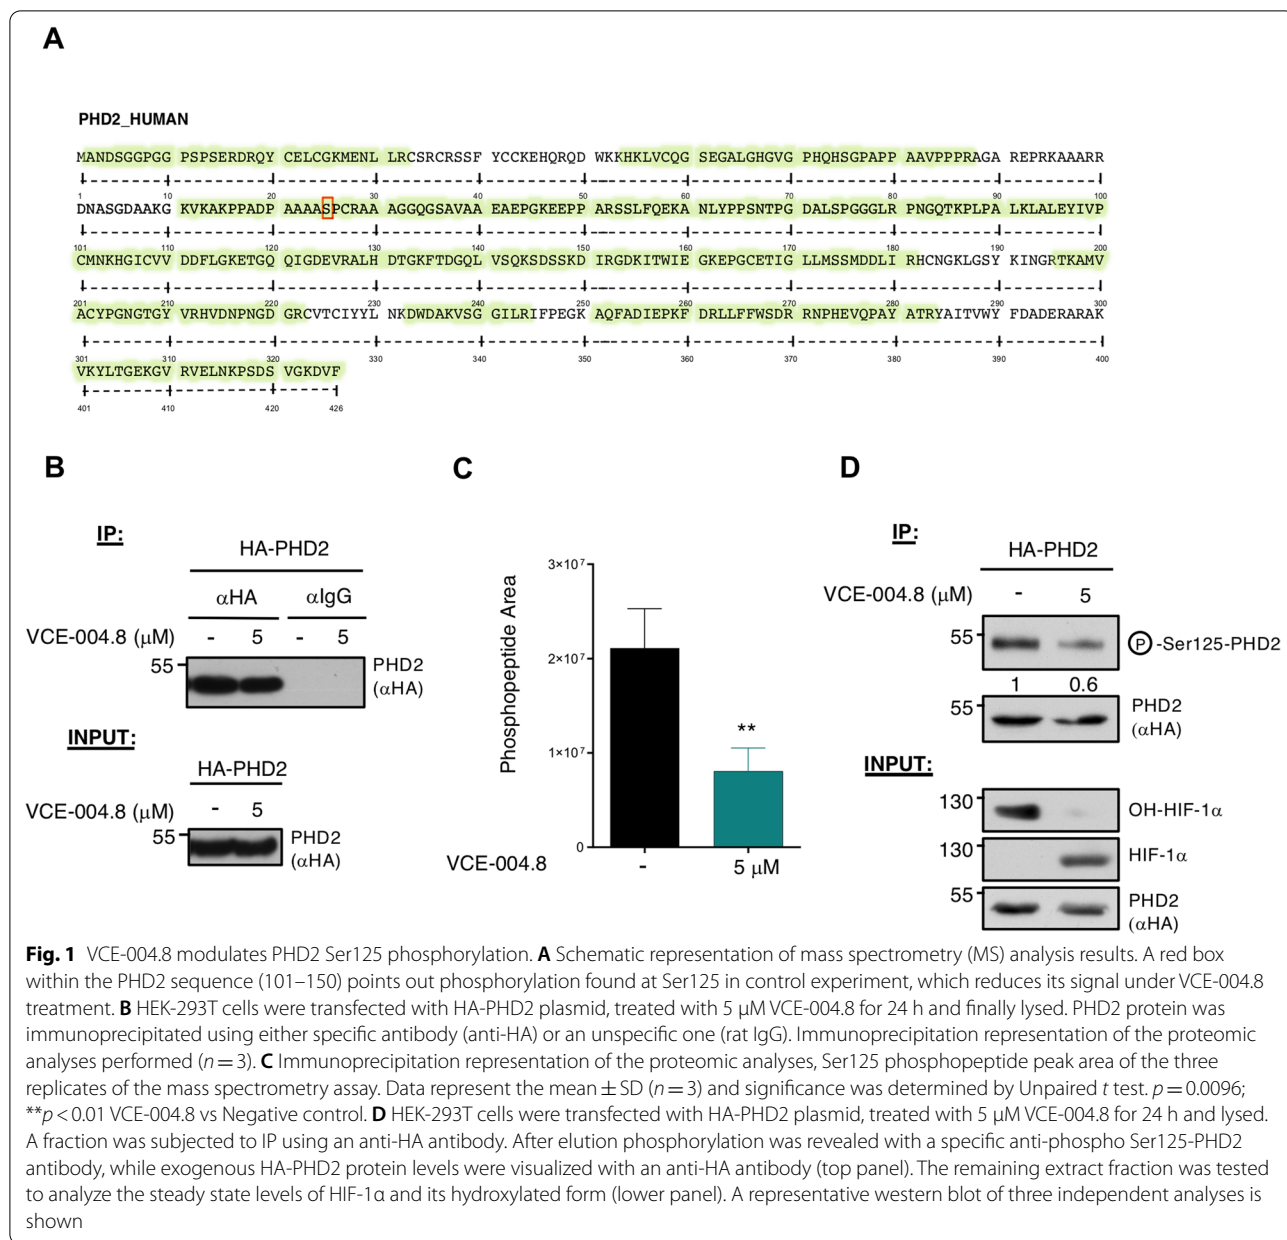 A
PHD2_HUMAN
MANDSGGPGG PSPSERDRQY CELCGKMENL LRCSRCRSSF YCCKEHQRQD WKKHKLVCQG SEGALGHGVG PHQHSGPAPP AAVPPPRAGA REPRKAAARR
1 10 20 30 40 50 60 70 80 90 100
DNASGDAAKG KVKAKPPADP AAAASPCRAA AGGQGSAVAA EAEPGKEEPP ARSSLFQEKA NLYPPSNTPG DALSPGGGLR PNGQTKPLPA LKLALEYIVP
101 110 120 130 140 150 160 170 180 190 200
CMNKHGICVV DDFLGKETGQ QIGDEVRALH DTGKFTDGQL VSQKSDSSKD IRGDKITWIE GKEPGCETIG LLMSSMDDLI RHCNGKLGSY KINGRTKAMV
201 210 220 230 240 250 260 270 280 290 300
ACYPGNGTGY VRHVDNPNGD GRCVTCIYYL NKDWDAKVSG GILRIFPEGK AQFADIEPKF DRLLFFWSDR RNPHEVQPAY ATRYAITVWY FDADERARAK
301 310 320 330 340 350 360 370 380 390 400
VKYLTGEKGV RVELNKPSDS VGKDVF
401 410 420 426
B
IP:
HA-PHD2
αHA αIgG
VCE-004.8 (µM) - 5 - 5
55 PHD2
(αHA)
INPUT:
HA-PHD2
VCE-004.8 (µM) - 5
55 PHD2
(αHA)
C
Phosphopeptide Area
3×10⁷
2×10⁷
1×10⁷
0
**
VCE-004.8 - 5 µM
D
IP:
HA-PHD2
VCE-004.8 (µM) - 5
55 P -Ser125-PHD2
1 0.6
55 PHD2
(αHA)
INPUT:
130 OH-HIF-1α
130 HIF-1α
55 PHD2
(αHA)
Fig. 1 VCE-004.8 modulates PHD2 Ser125 phosphorylation. A Schematic representation of mass spectrometry (MS) analysis results. A red box
within the PHD2 sequence (101–150) points out phosphorylation found at Ser125 in control experiment, which reduces its signal under VCE-004.8
treatment. B HEK-293T cells were transfected with HA-PHD2 plasmid, treated with 5 µM VCE-004.8 for 24 h and finally lysed. PHD2 protein was
immunoprecipitated using either specific antibody (anti-HA) or an unspecific one (rat IgG). Immunoprecipitation representation of the proteomic
analyses performed (n = 3). C Immunoprecipitation representation of the proteomic analyses, Ser125 phosphopeptide peak area of the three
replicates of the mass spectrometry assay. Data represent the mean ± SD (n = 3) and significance was determined by Unpaired t test. p = 0.0096;
**p < 0.01 VCE-004.8 vs Negative control. D HEK-293T cells were transfected with HA-PHD2 plasmid, treated with 5 µM VCE-004.8 for 24 h and lysed.
A fraction was subjected to IP using an anti-HA antibody. After elution phosphorylation was revealed with a specific anti-phospho Ser125-PHD2
antibody, while exogenous HA-PHD2 protein levels were visualized with an anti-HA antibody (top panel). The remaining extract fraction was tested
to analyze the steady state levels of HIF-1α and its hydroxylated form (lower panel). A representative western blot of three independent analyses is
shown